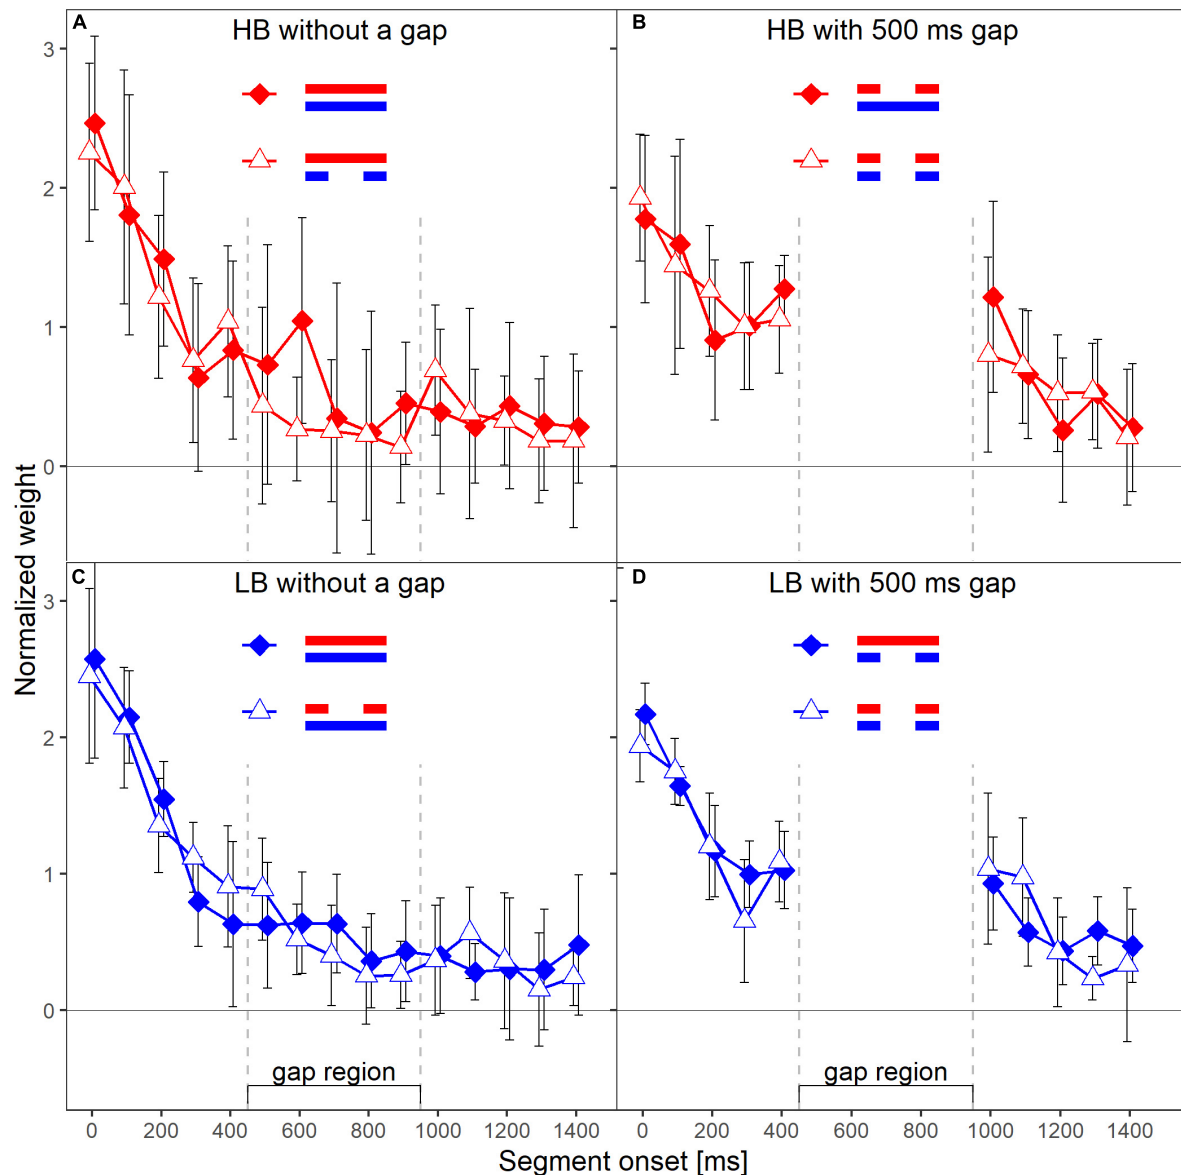 A HB without a gap
B HB with 500 ms gap
3
2
1
0
Normalized weight
C LB without a gap
D LB with 500 ms gap
3
2
1
0
gap region
gap region
0 200 400 600 800 1000 1200 1400
0 200 400 600 800 1000 1200 1400
Segment onset [ms]